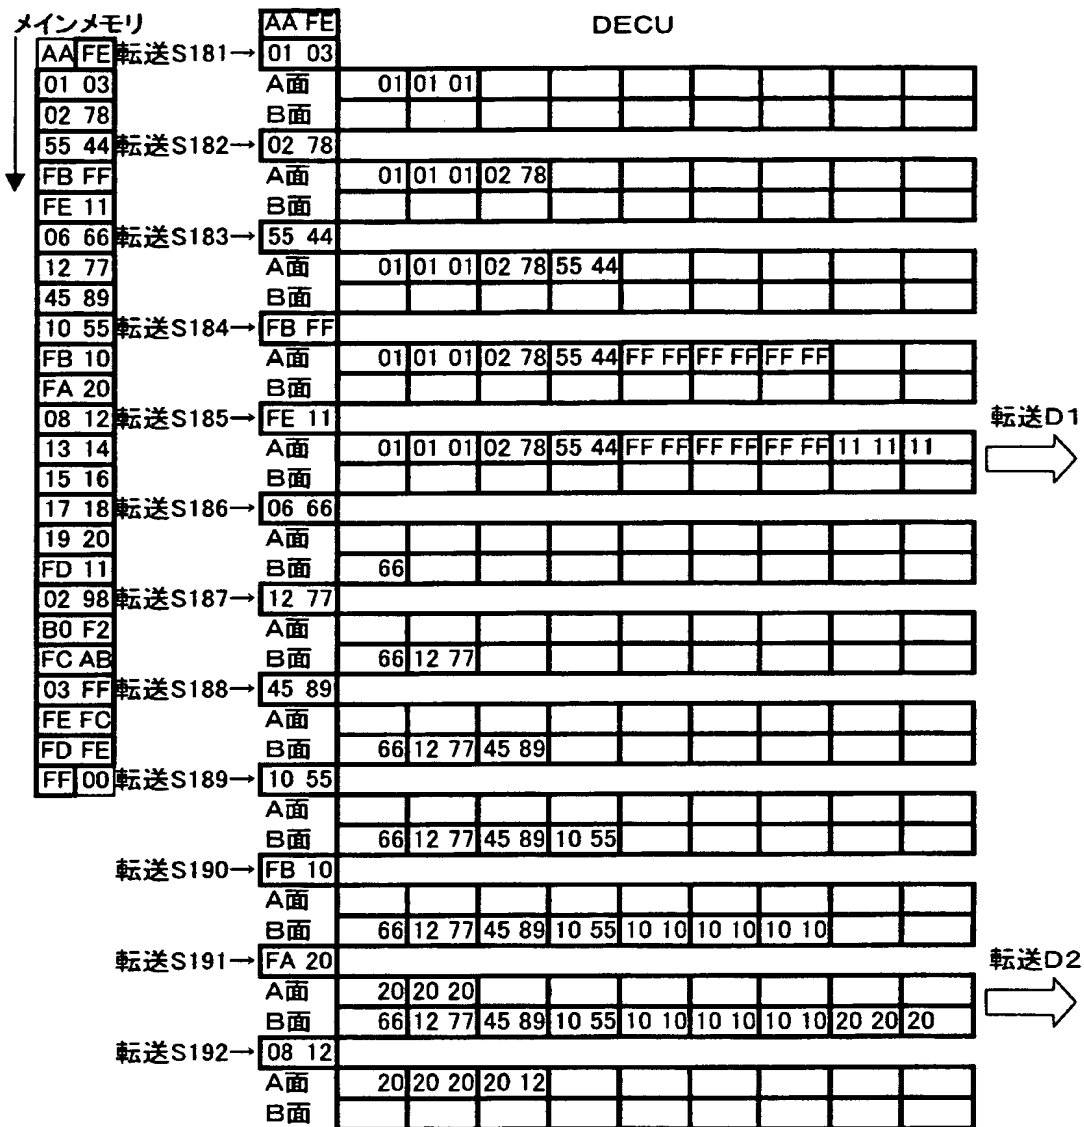 メインメモリ AA FE DECU
AA FE 転送S181→ 01 03
01 03 A面 01 01 01
02 78 B面
55 44 転送S182→ 02 78
FB FF A面 01 01 01 02 78
FE 11 B面
06 66 転送S183→ 55 44
12 77 A面 01 01 01 02 78 55 44
45 89 B面
10 55 転送S184→ FB FF
FB 10 A面 01 01 01 02 78 55 44 FF FF FF FF FF FF
FA 20 B面
08 12 転送S185→ FE 11 転送D1
13 14 A面 01 01 01 02 78 55 44 FF FF FF FF FF FF 11 11 11
15 16 B面
17 18 転送S186→ 06 66
19 20 A面
FD 11 B面 66
02 98 転送S187→ 12 77
B0 F2 A面
FC AB B面 66 12 77
03 FF 転送S188→ 45 89
FE FC A面
FD FE B面 66 12 77 45 89
FF 00 転送S189→ 10 55
A面
B面 66 12 77 45 89 10 55
転送S190→ FB 10
A面
B面 66 12 77 45 89 10 55 10 10 10 10 10 10
転送S191→ FA 20 転送D2
A面 20 20 20
B面 66 12 77 45 89 10 55 10 10 10 10 10 10 20 20 20
転送S192→ 08 12
A面 20 20 20 20 12
B面